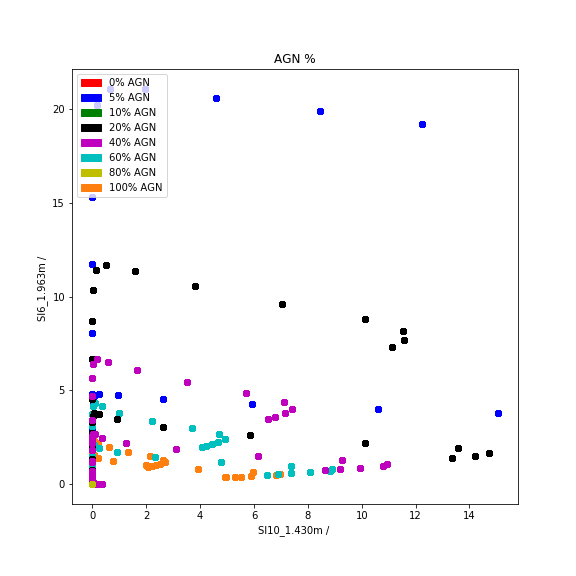 AGN %
0% AGN
5% AGN
10% AGN
20% AGN
40% AGN
60% AGN
80% AGN
100% AGN
20
15
10
5
0
SI6_1.963m /
0 2 4 6 8 10 12 14
SI10_1.430m /